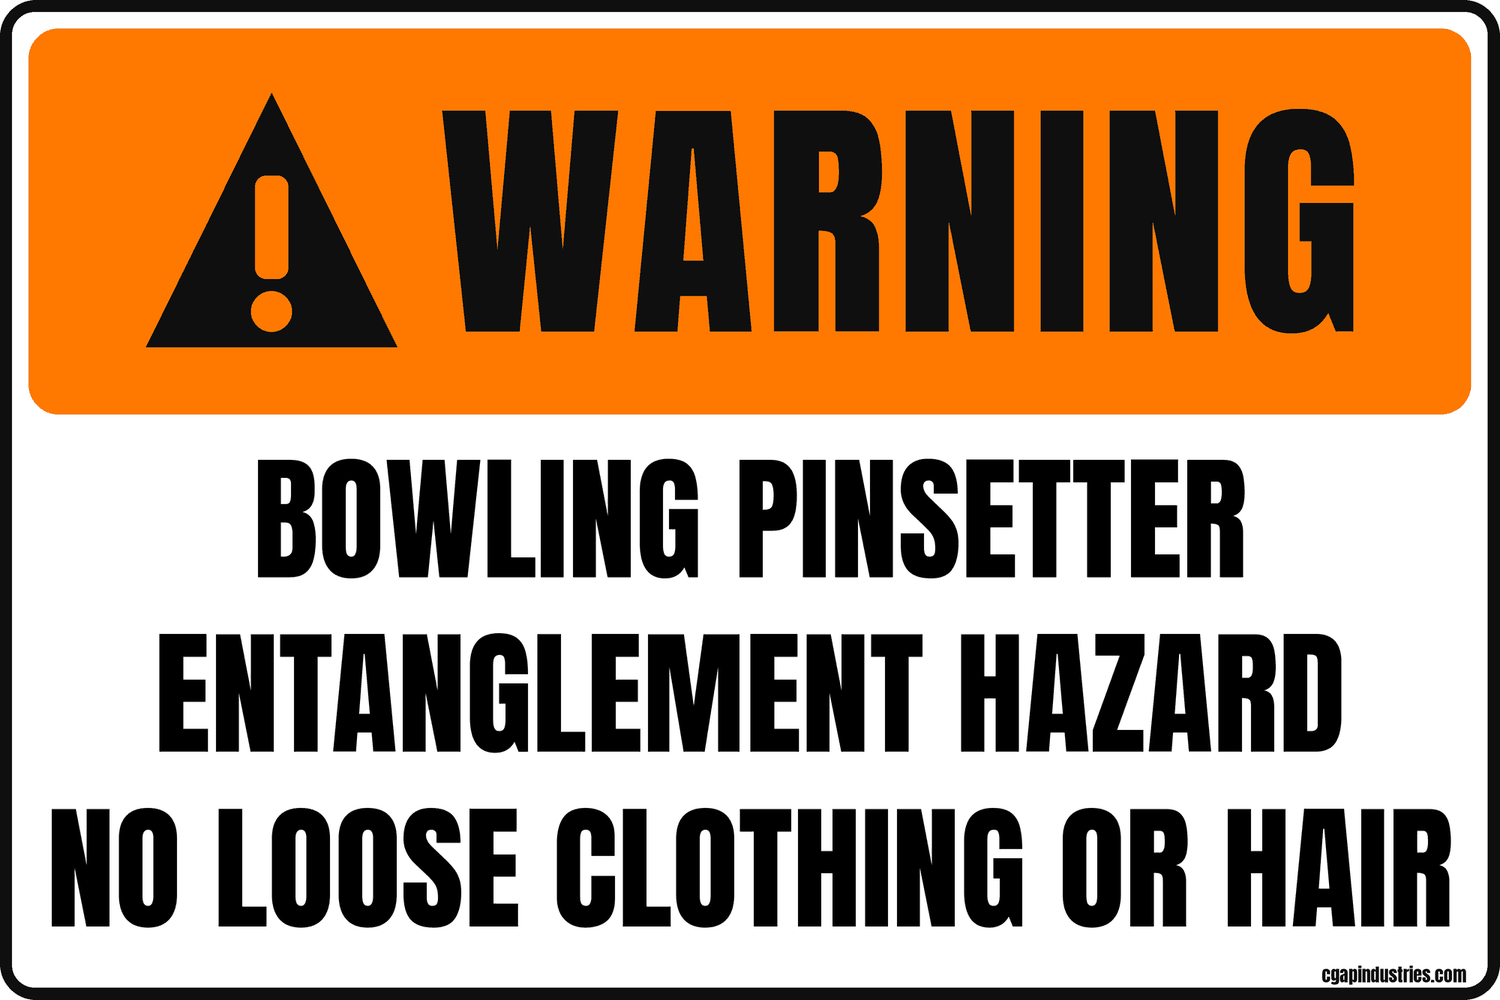 WARNING
BOWLING PINSETTER
ENTANGLEMENT HAZARD
NO LOOSE CLOTHING OR HAIR
cgapindustries.com